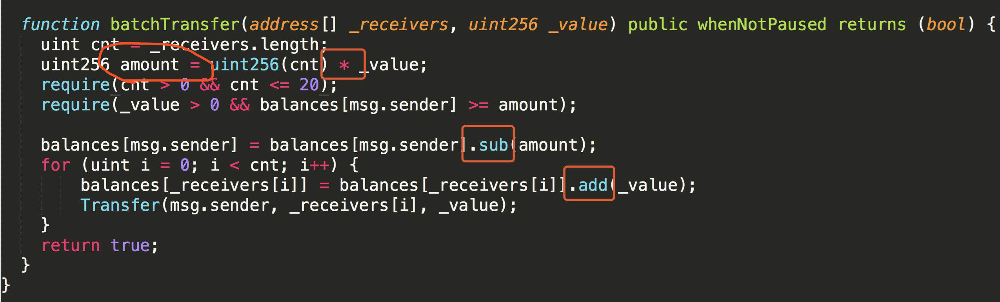 function batchTransfer(address[] _receivers, uint256 _value) public whenNotPaused returns (bool) {
uint cnt = _receivers.length;
uint256 amount = uint256(cnt) * _value;
require(cnt > 0 && cnt <= 20);
require(_value > 0 && balances[msg.sender] >= amount);
balances[msg.sender] = balances[msg.sender].sub(amount);
for (uint i = 0; i < cnt; i++) {
balances[_receivers[i]] = balances[_receivers[i]].add(_value);
Transfer(msg.sender, _receivers[i], _value);
}
return true;
}
}